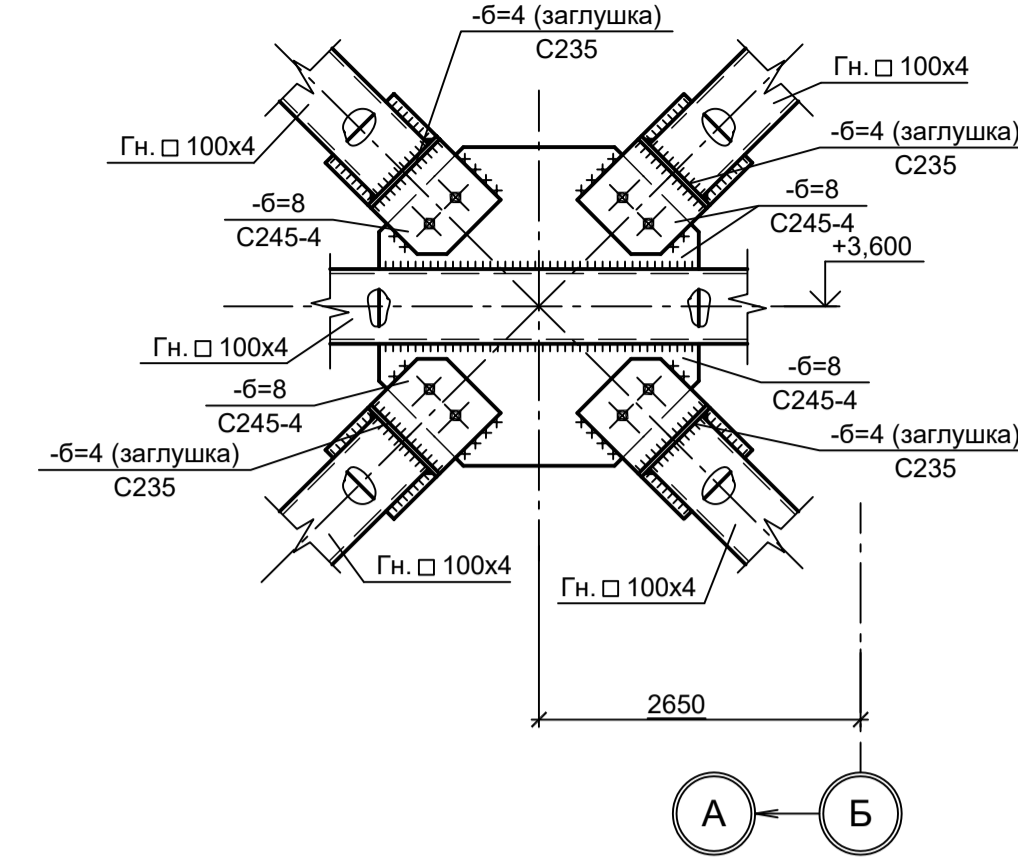 -б=4 (заглушка)
С235
Гн. □ 100х4
Гн. □ 100х4
-б=4 (заглушка)
С235
-б=8
С245-4
-б=8
С245-4
+3,600
Гн. □ 100х4
-б=8
С245-4
-б=8
С245-4
-б=4 (заглушка)
С235
-б=4 (заглушка)
С235
Гн. □ 100х4
Гн. □ 100х4
2650
А
Б